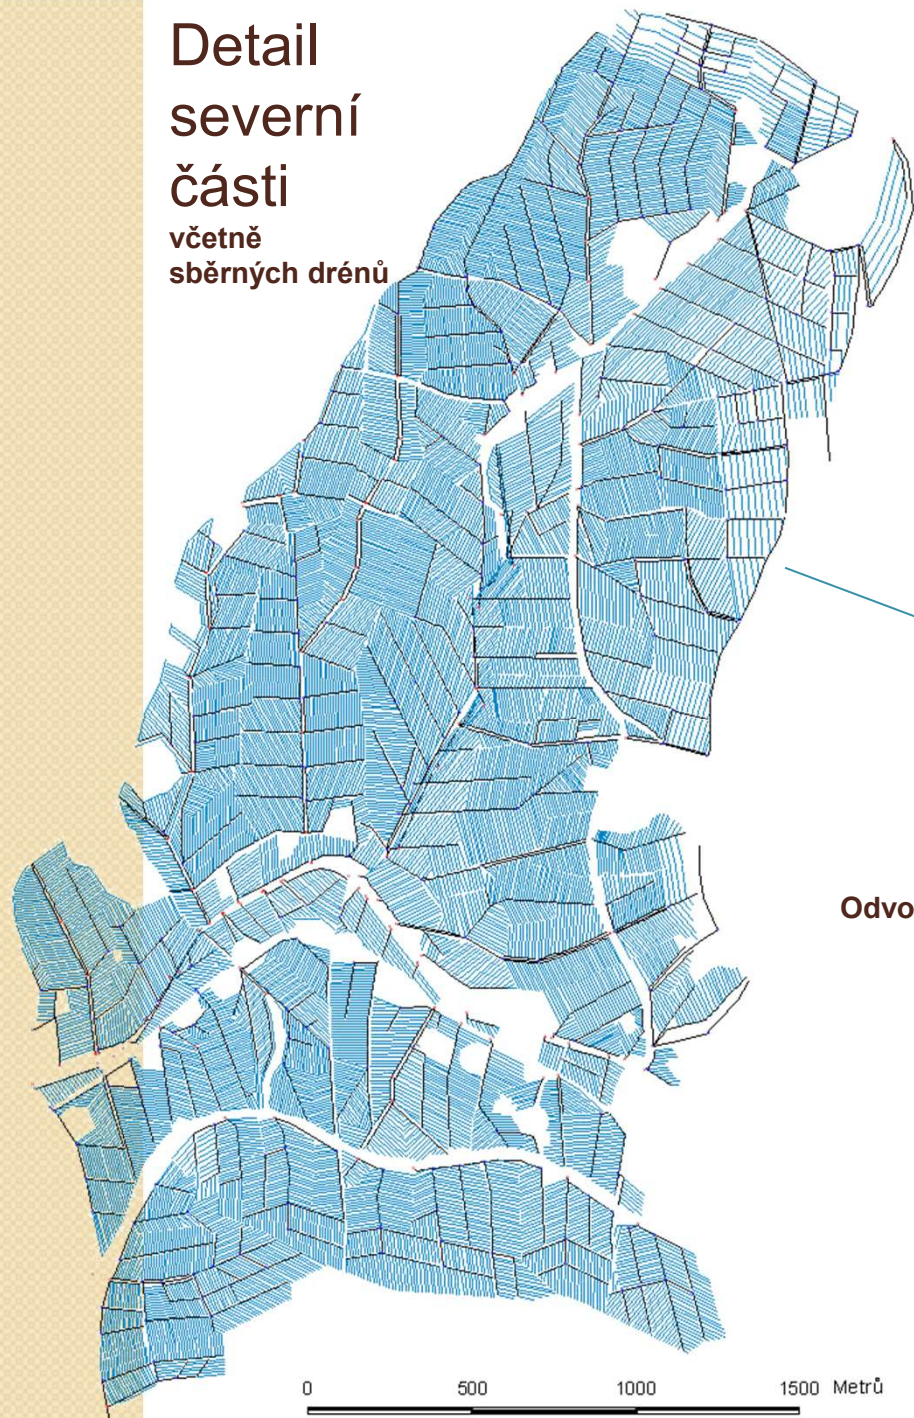 Detail
severní
části
včetně
sběrných drénů
Odvo
0 500 1000 1500 Metrů